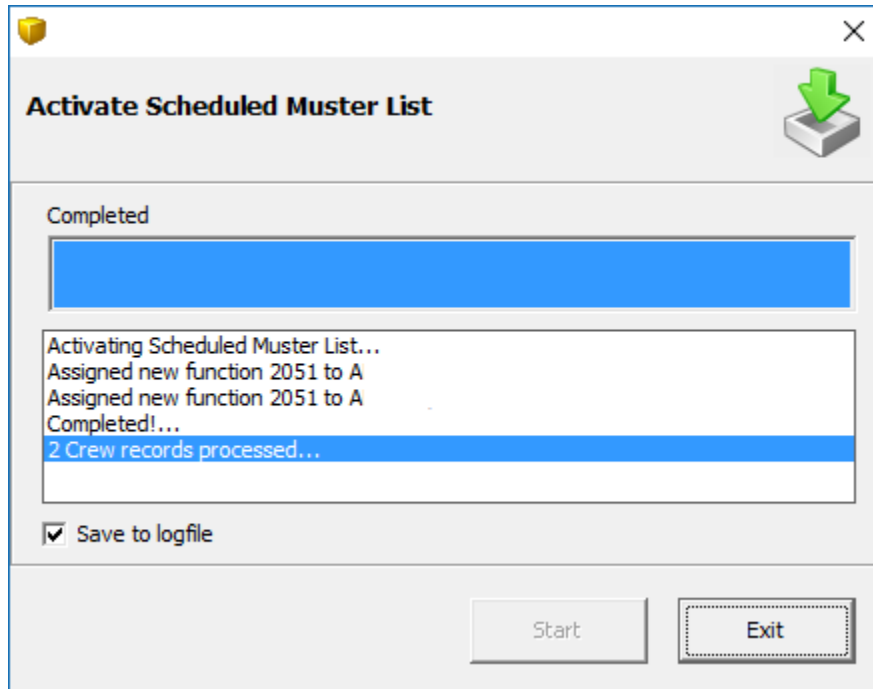 Activate Scheduled Muster List
Completed
Activating Scheduled Muster List...
Assigned new function 2051 to A
Assigned new function 2051 to A
Completed!...
2 Crew records processed...
Save to logfile
Start
Exit